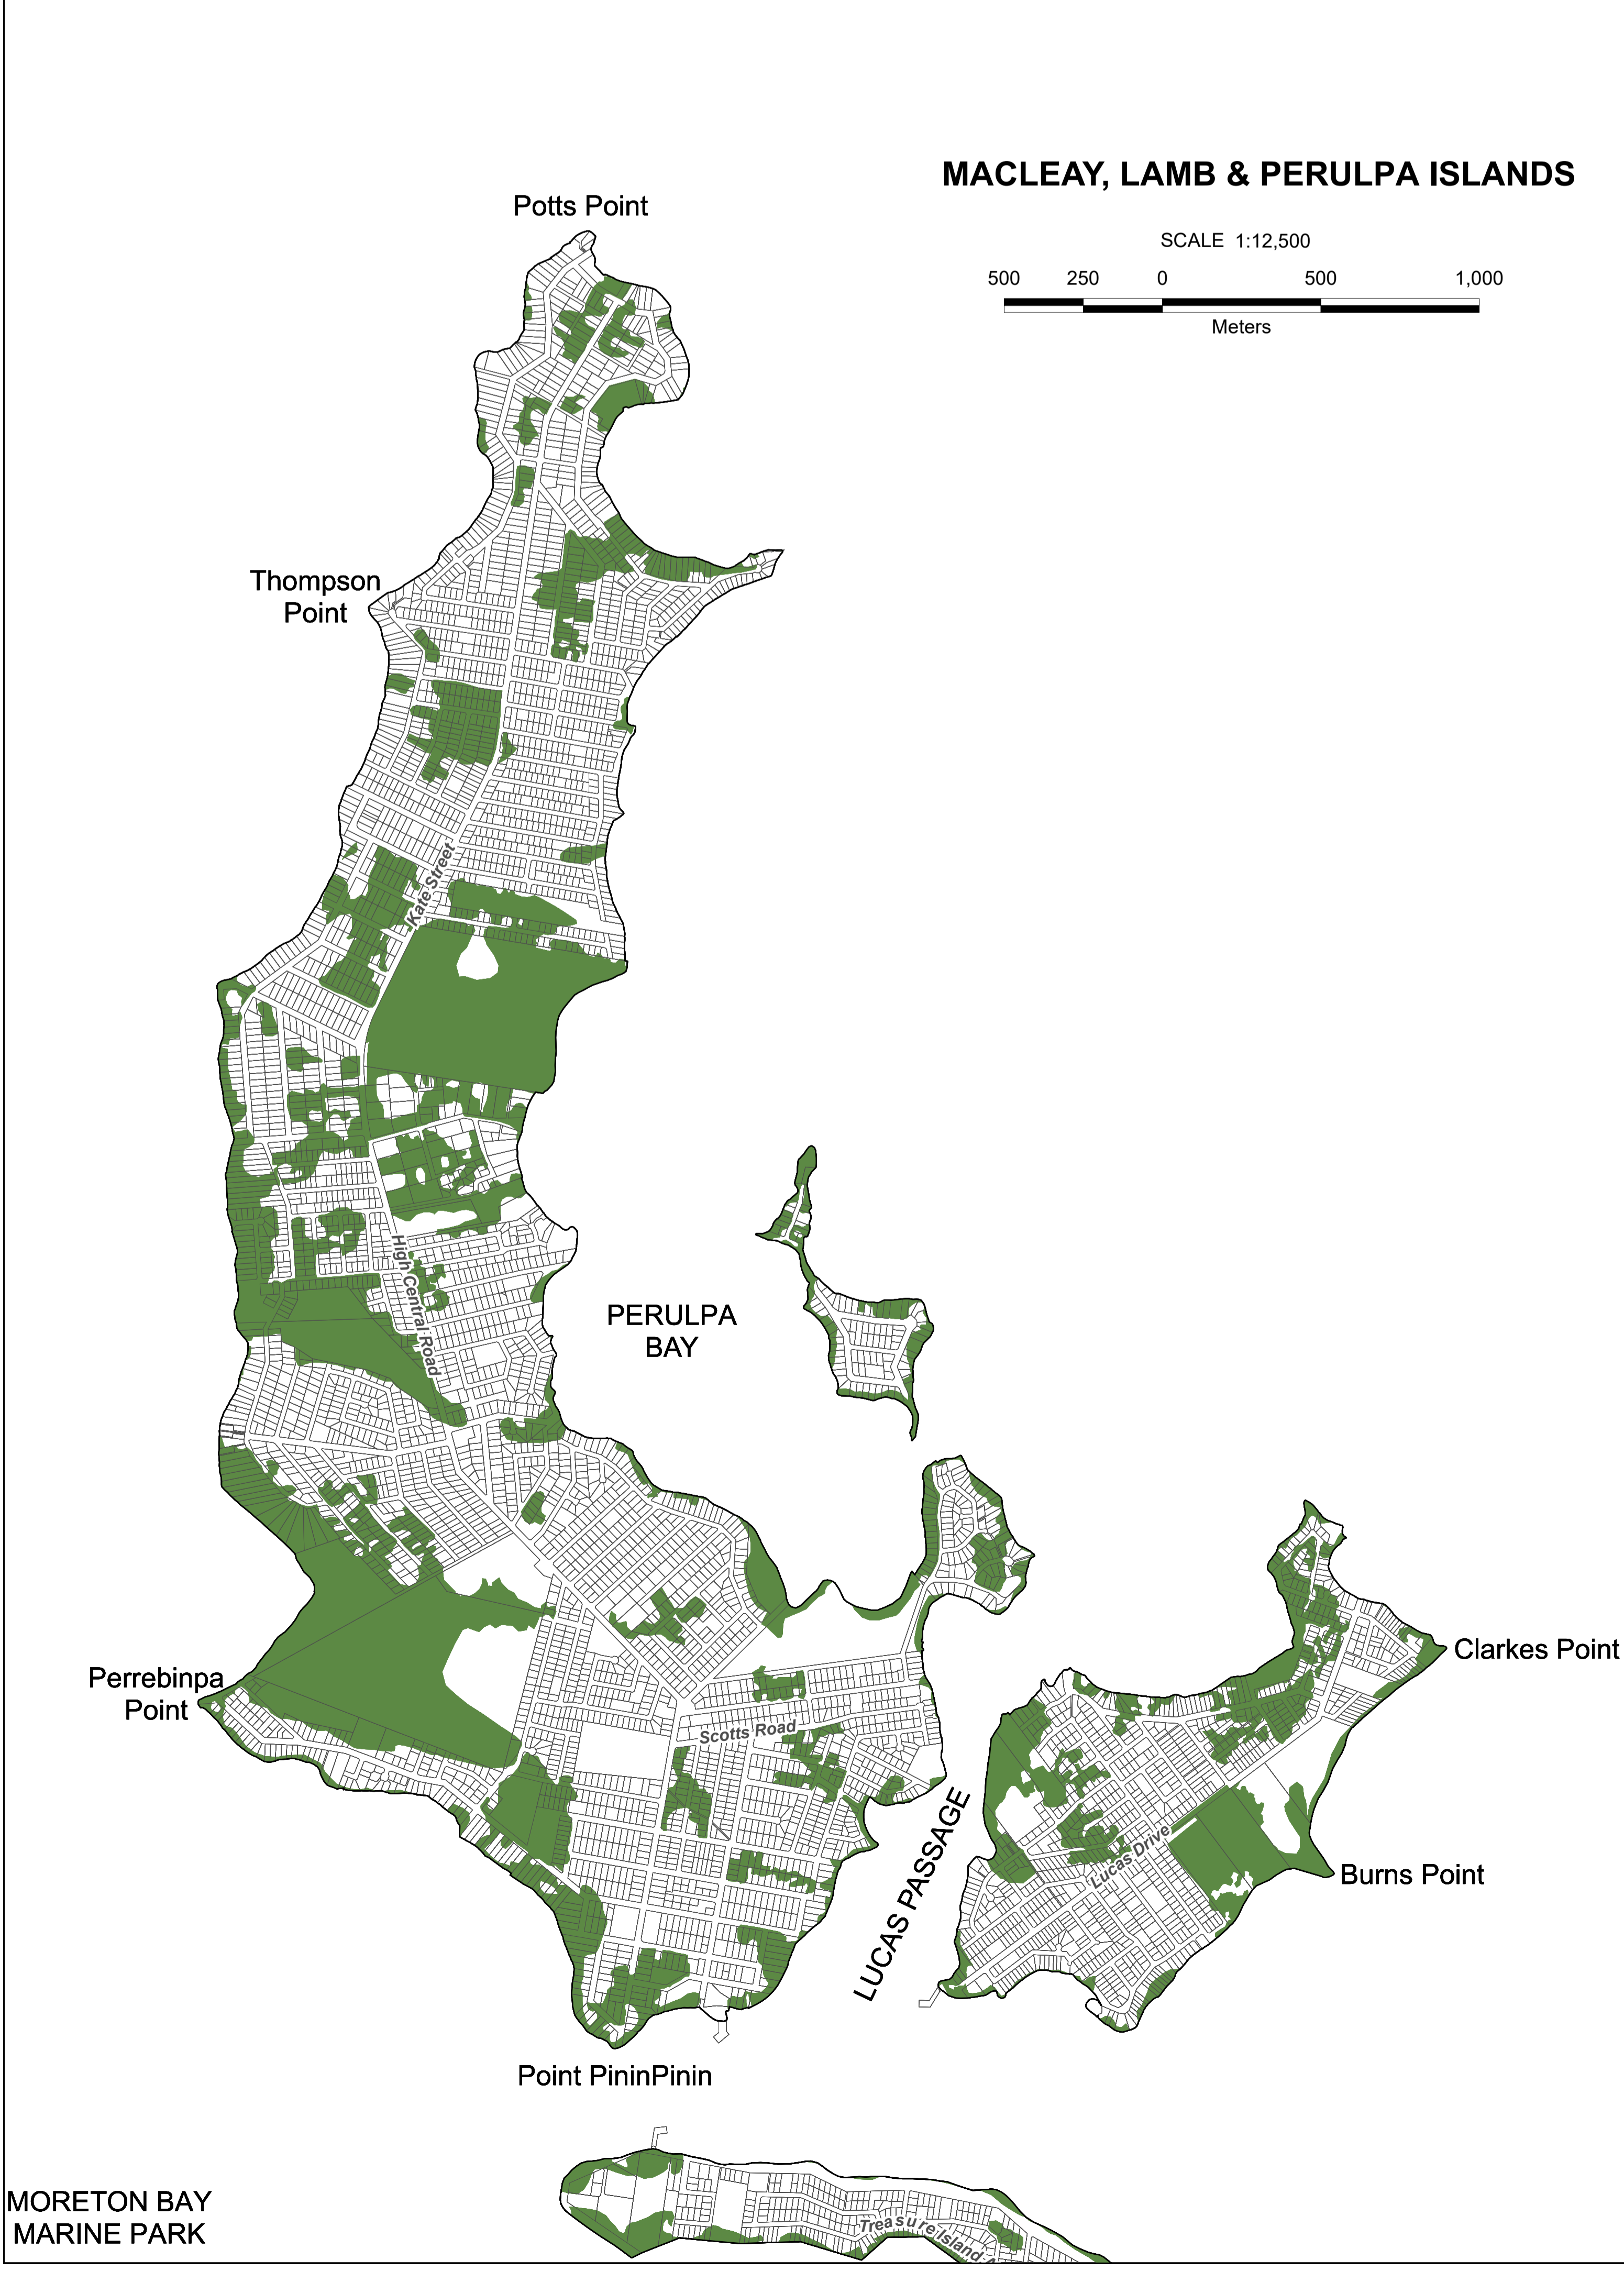 MACLEAY, LAMB & PERULPA ISLANDS
Potts Point
SCALE 1:12,500
500 250 0 500 1,000
Meters
Thompson
Point
Kate Street
High Central Road
PERULPA
BAY
Clarkes Point
Perrebinpa
Point
Scotts Road
LUCAS PASSAGE
Lucas Drive
Burns Point
Point PininPinin
MORETON BAY
MARINE PARK
Treasure Island